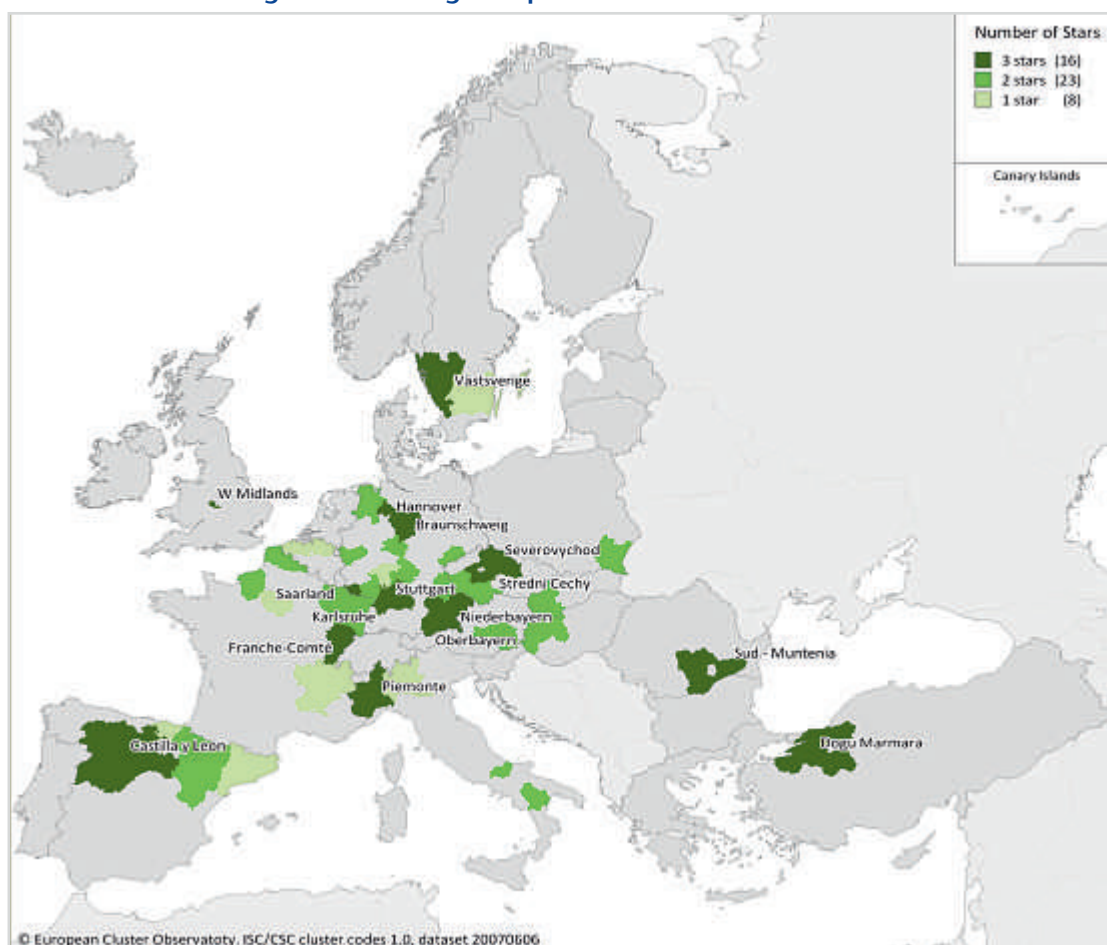 Number of Stars
3 stars (16)
2 stars (23)
1 star (8)
Canary Islands
Vastsverige
W Midlands
Hannover
Braunschweig
Severovychod
Saarland
Stuttgart
Stredni Cechy
Karlsruhe
Niederbayern
Franche-Comté
Oberbayern
Sud - Muntenia
Piemonte
Castilla y Leon
Dogu Marmara
© European Cluster Observatoty. ISC/CSC cluster codes 1.0, dataset 20070606